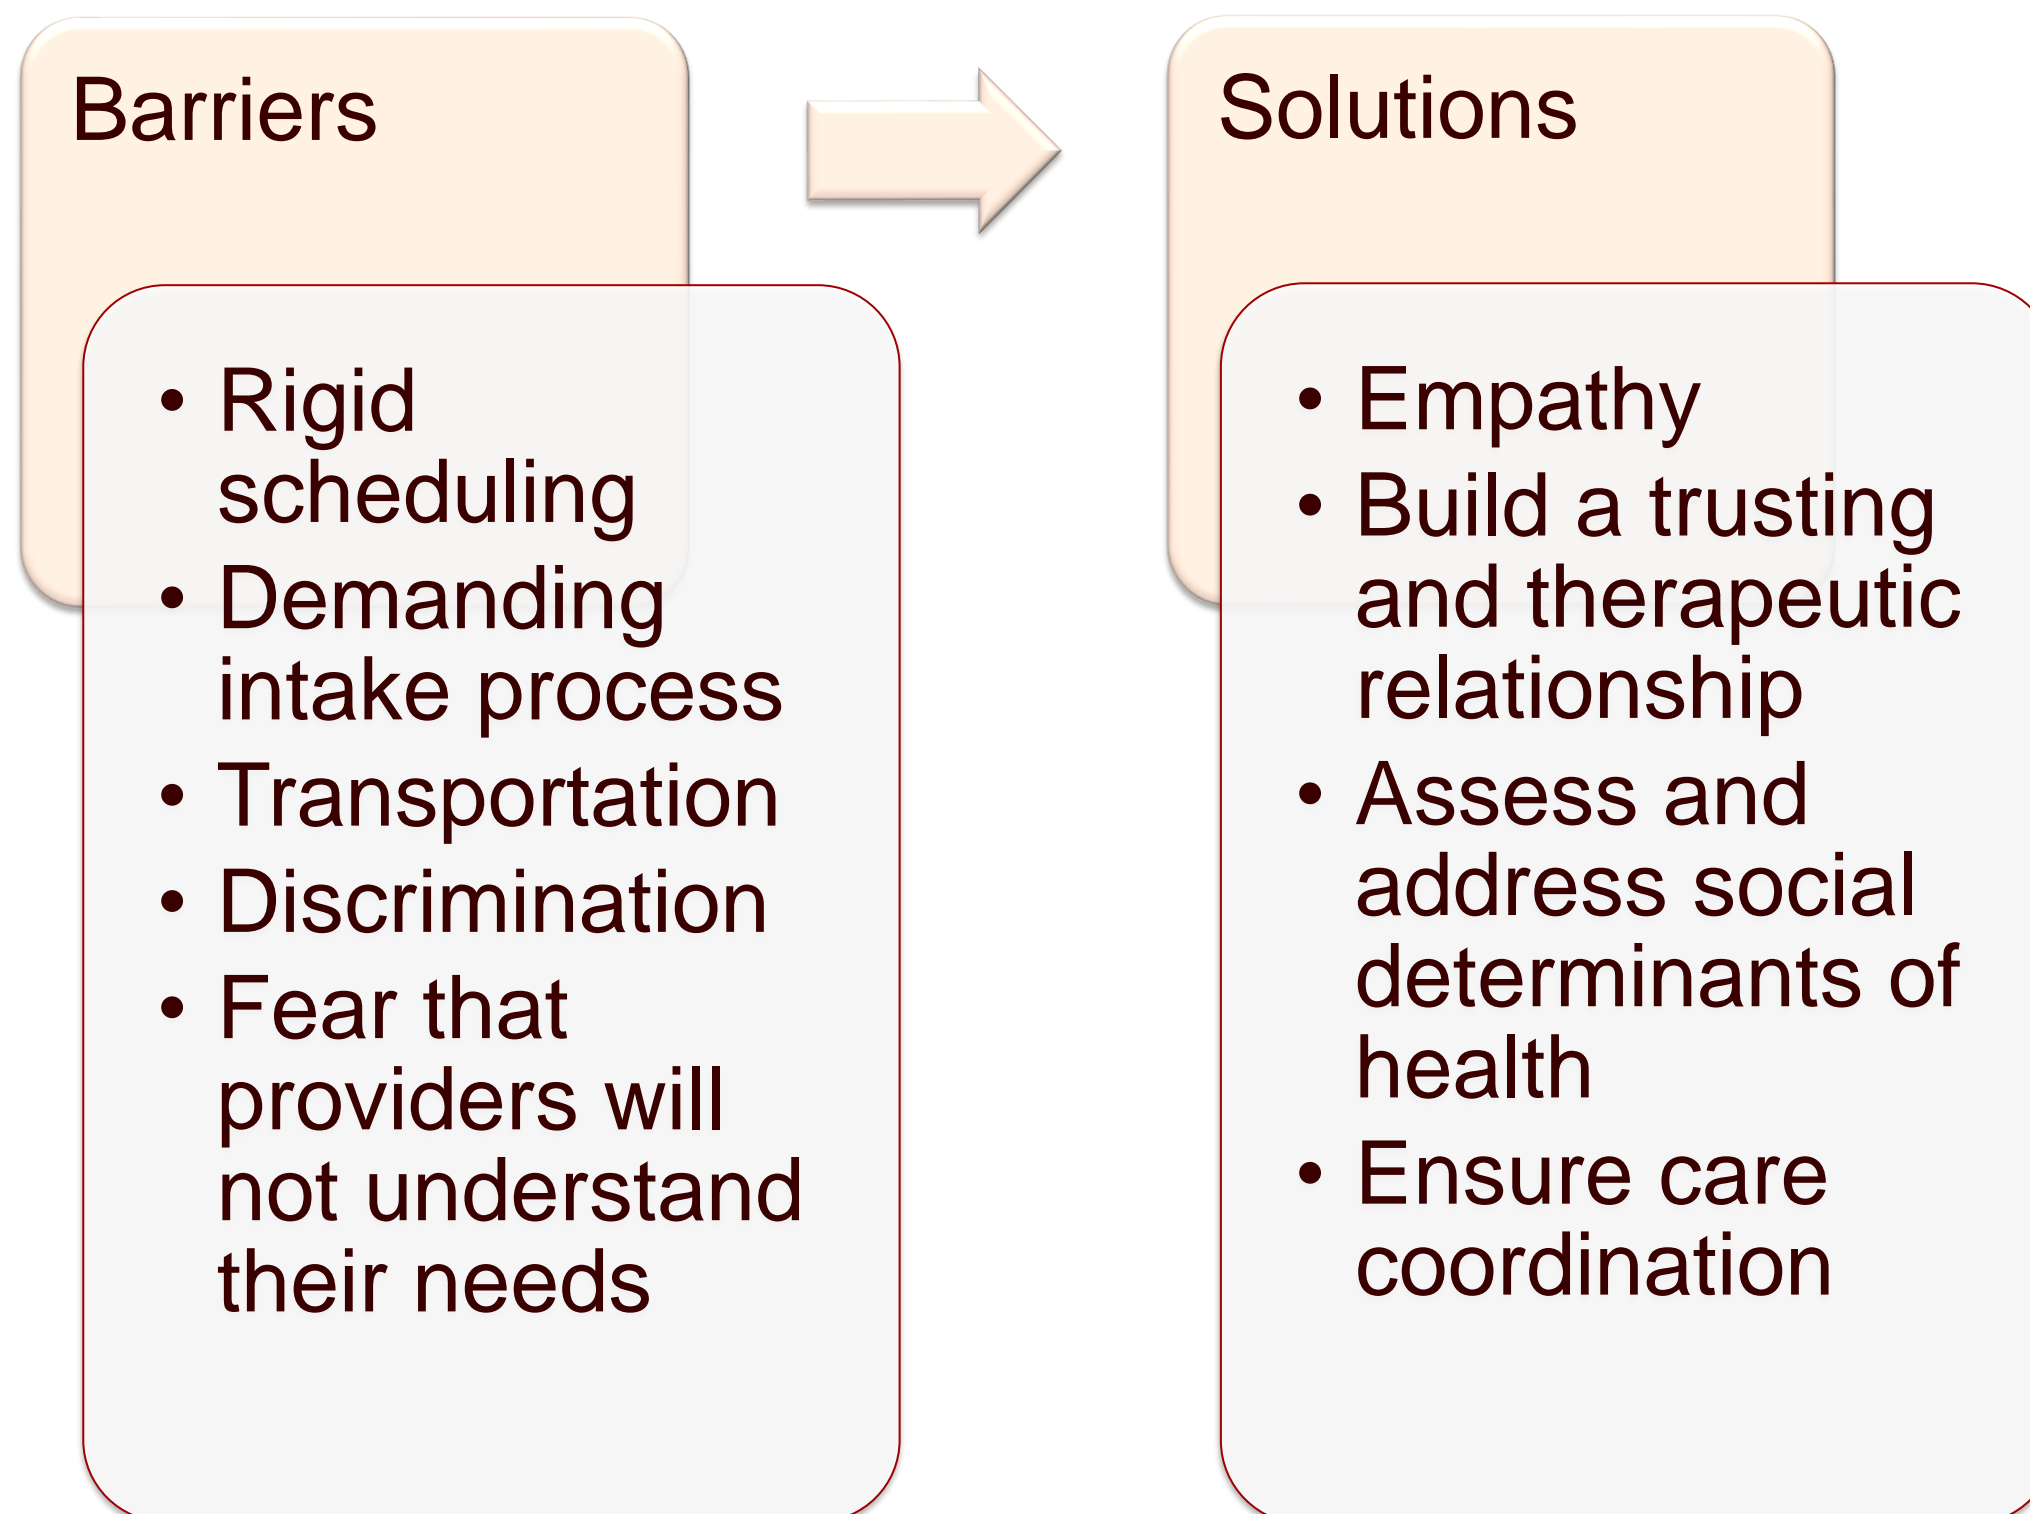 Barriers
• Rigid
scheduling
• Demanding
intake process
• Transportation
• Discrimination
• Fear that
providers will
not understand
their needs
Solutions
• Empathy
• Build a trusting
and therapeutic
relationship
• Assess and
address social
determinants of
health
• Ensure care
coordination